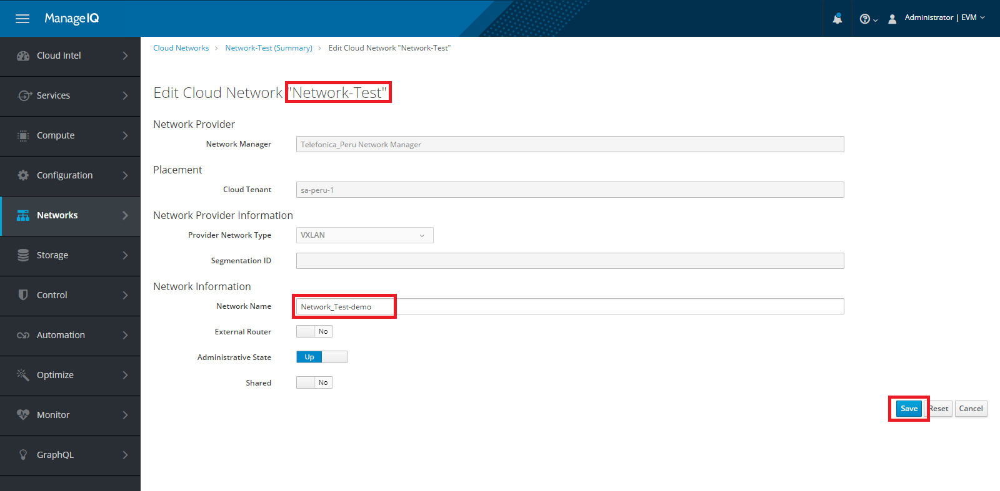 ManageIQ
Administrator | EVM
Cloud Intel
Services
Compute
Configuration
Networks
Storage
Control
Automation
Optimize
Monitor
GraphQL
Cloud Networks > Network-Test (Summary) > Edit Cloud Network "Network-Test"
Edit Cloud Network "Network-Test"
Network Provider
Network Manager Telefonica_Peru Network Manager
Placement
Cloud Tenant sa-peru-1
Network Provider Information
Provider Network Type VXLAN
Segmentation ID
Network Information
Network Name Network_Test-demo
External Router No
Administrative State Up
Shared No
Save Reset Cancel